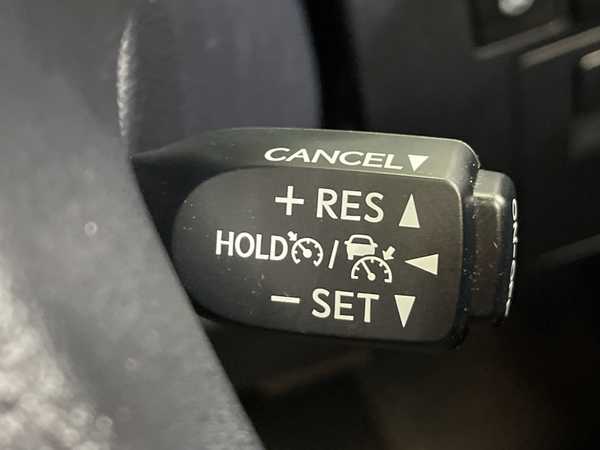 CANCEL▼
+ RES ▲
HOLD / ◀
− SET ▼